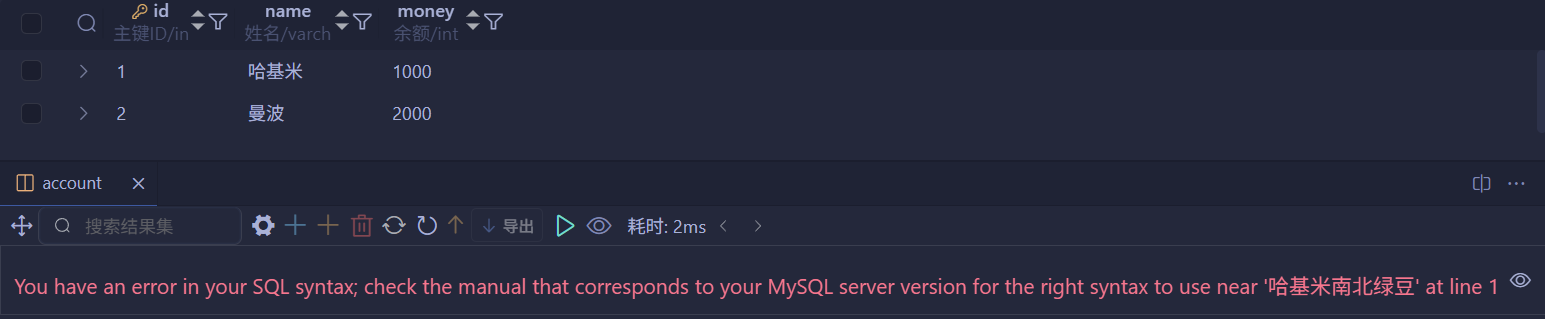 id name money
主键ID/in 姓名/varch 余额/int
1 哈基米 1000
2 曼波 2000
account
搜索结果集 导出 耗时: 2ms
You have an error in your SQL syntax; check the manual that corresponds to your MySQL server version for the right syntax to use near '哈基米南北绿豆' at line 1